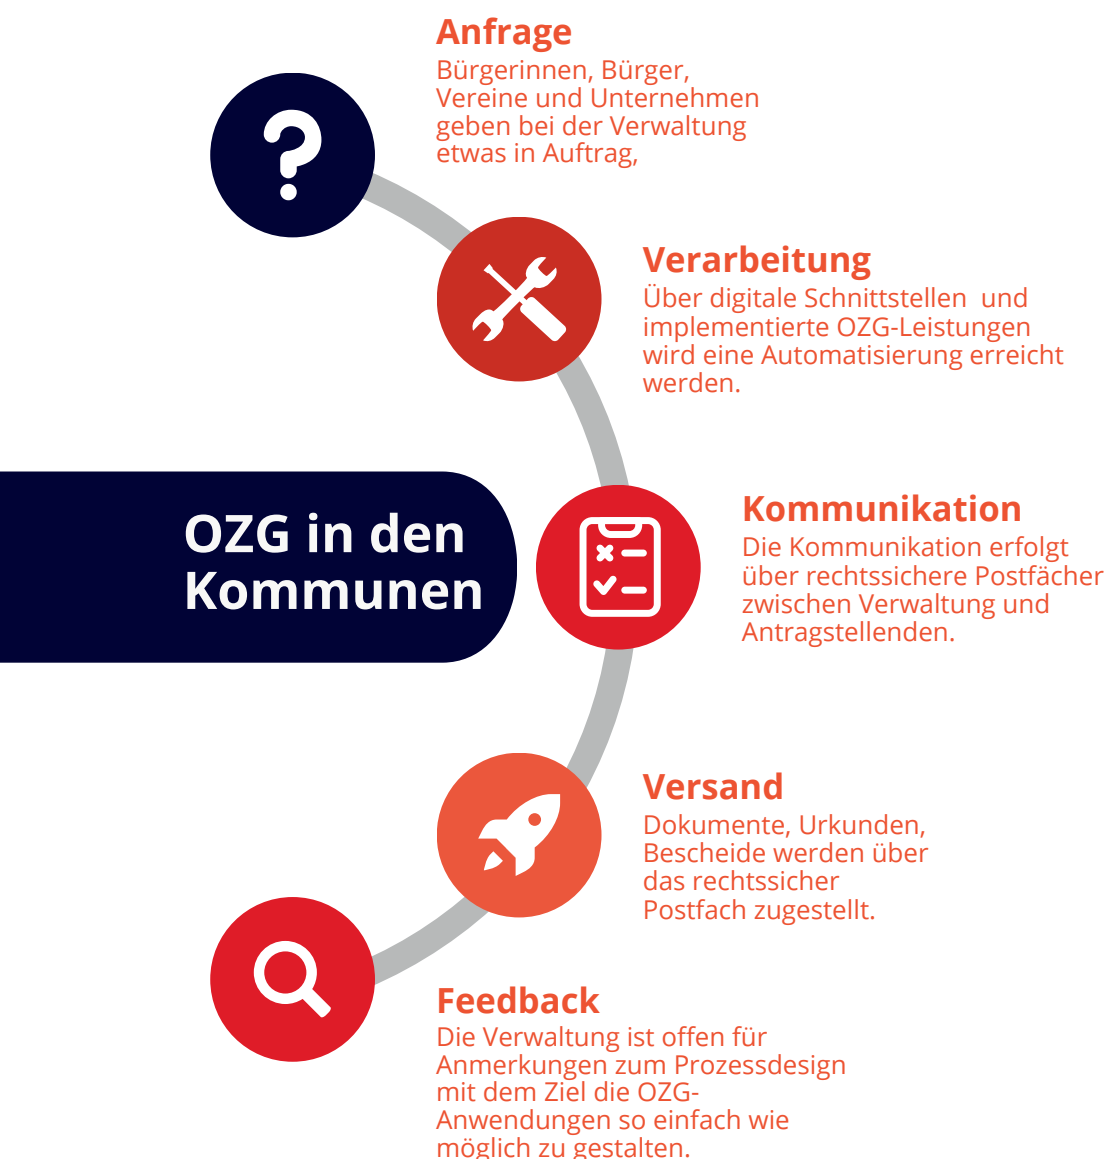 Anfrage
Bürgerinnen, Bürger,
Vereine und Unternehmen
geben bei der Verwaltung
etwas in Auftrag,
Verarbeitung
Über digitale Schnittstellen  und
implementierte OZG-Leistungen
wird eine Automatisierung erreicht
werden.
OZG in den
Kommunen
Kommunikation
Die Kommunikation erfolgt
über rechtssichere Postfächer
zwischen Verwaltung und
Antragstellenden.
Versand
Dokumente, Urkunden,
Bescheide werden über
das rechtssicher
Postfach zugestellt.
Feedback
Die Verwaltung ist offen für
Anmerkungen zum Prozessdesign
mit dem Ziel die OZG-
Anwendungen so einfach wie
möglich zu gestalten.